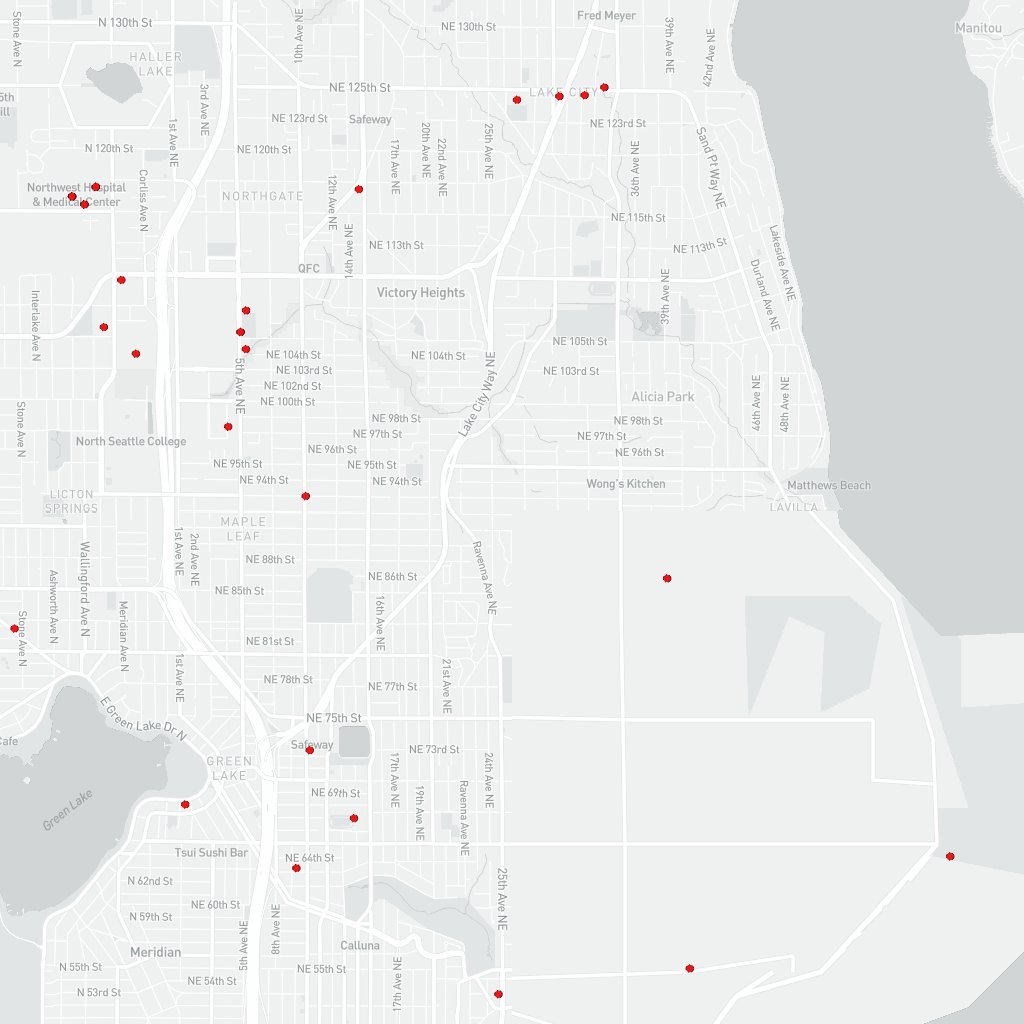 Stone Ave N
N 130th St
10th Ave NE
NE 130th St
Fred Meyer
39th Ave NE
42nd Ave NE
Manitou
HALLER
LAKE
3rd Ave NE
NE 125th St
LAKE CITY
5th
NE 123rd St
Safeway
NE 123rd St
1st Ave NE
N 120th St
NE 120th St
17th Ave NE
20th Ave NE
22nd Ave NE
25th Ave NE
36th Ave NE
Sand Pt Way NE
Northwest Hospital
& Medical Center
Corliss Ave N
NORTHGATE
12th Ave NE
14th Ave NE
NE 115th St
NE 113th St
NE 113th St
Lakeside Ave NE
Durland Ave NE
QFC
Victory Heights
39th Ave NE
Interlake Ave N
NE 104th St
NE 104th St
NE 105th St
NE 103rd St
NE 103rd St
NE 102nd St
NE 100th St
5th Ave NE
Lake City Way NE
46th Ave NE
48th Ave NE
Alicia Park
Stone Ave N
NE 98th St
NE 98th St
NE 97th St
NE 97th St
North Seattle College
NE 96th St
NE 96th St
NE 95th St
NE 95th St
NE 94th St
NE 94th St
Wong's Kitchen
Matthews Beach
LAVILLA
LICTON
SPRINGS
MAPLE
LEAF
1st Ave NE
2nd Ave NE
Wallingford Ave N
Ashworth Ave N
NE 88th St
NE 86th St
NE 85th St
Ravenna Ave NE
Meridian Ave N
Stone Ave N
16th Ave NE
NE 81st St
1st Ave NE
21st Ave NE
NE 78th St
NE 77th St
E Green Lake Dr N
NE 75th St
Cafe
Safeway
NE 73rd St
GREEN
LAKE
17th Ave NE
24th Ave NE
Green Lake
NE 69th St
19th Ave NE
Ravenna Ave NE
Tsui Sushi Bar
NE 64th St
N 62nd St
25th Ave NE
NE 60th St
N 59th St
8th Ave NE
5th Ave NE
Meridian
Calluna
N 55th St
NE 55th St
17th Ave NE
NE 54th St
N 53rd St